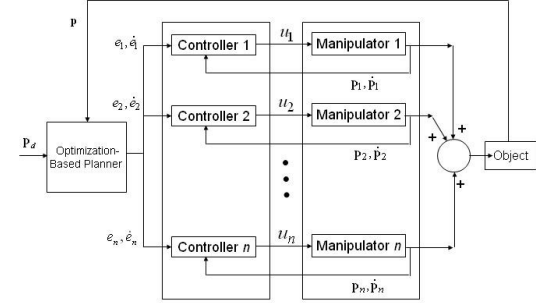 p
e₁, ė₁
Controller 1
u₁
Manipulator 1
p₁, ṗ₁
+
e₂, ė₂
Controller 2
u₂
Manipulator 2
+
p₂, ṗ₂
P_d
Optimization-
Based Planner
Object
+
eₙ, ėₙ
Controller n
uₙ
Manipulator n
pₙ, ṗₙ